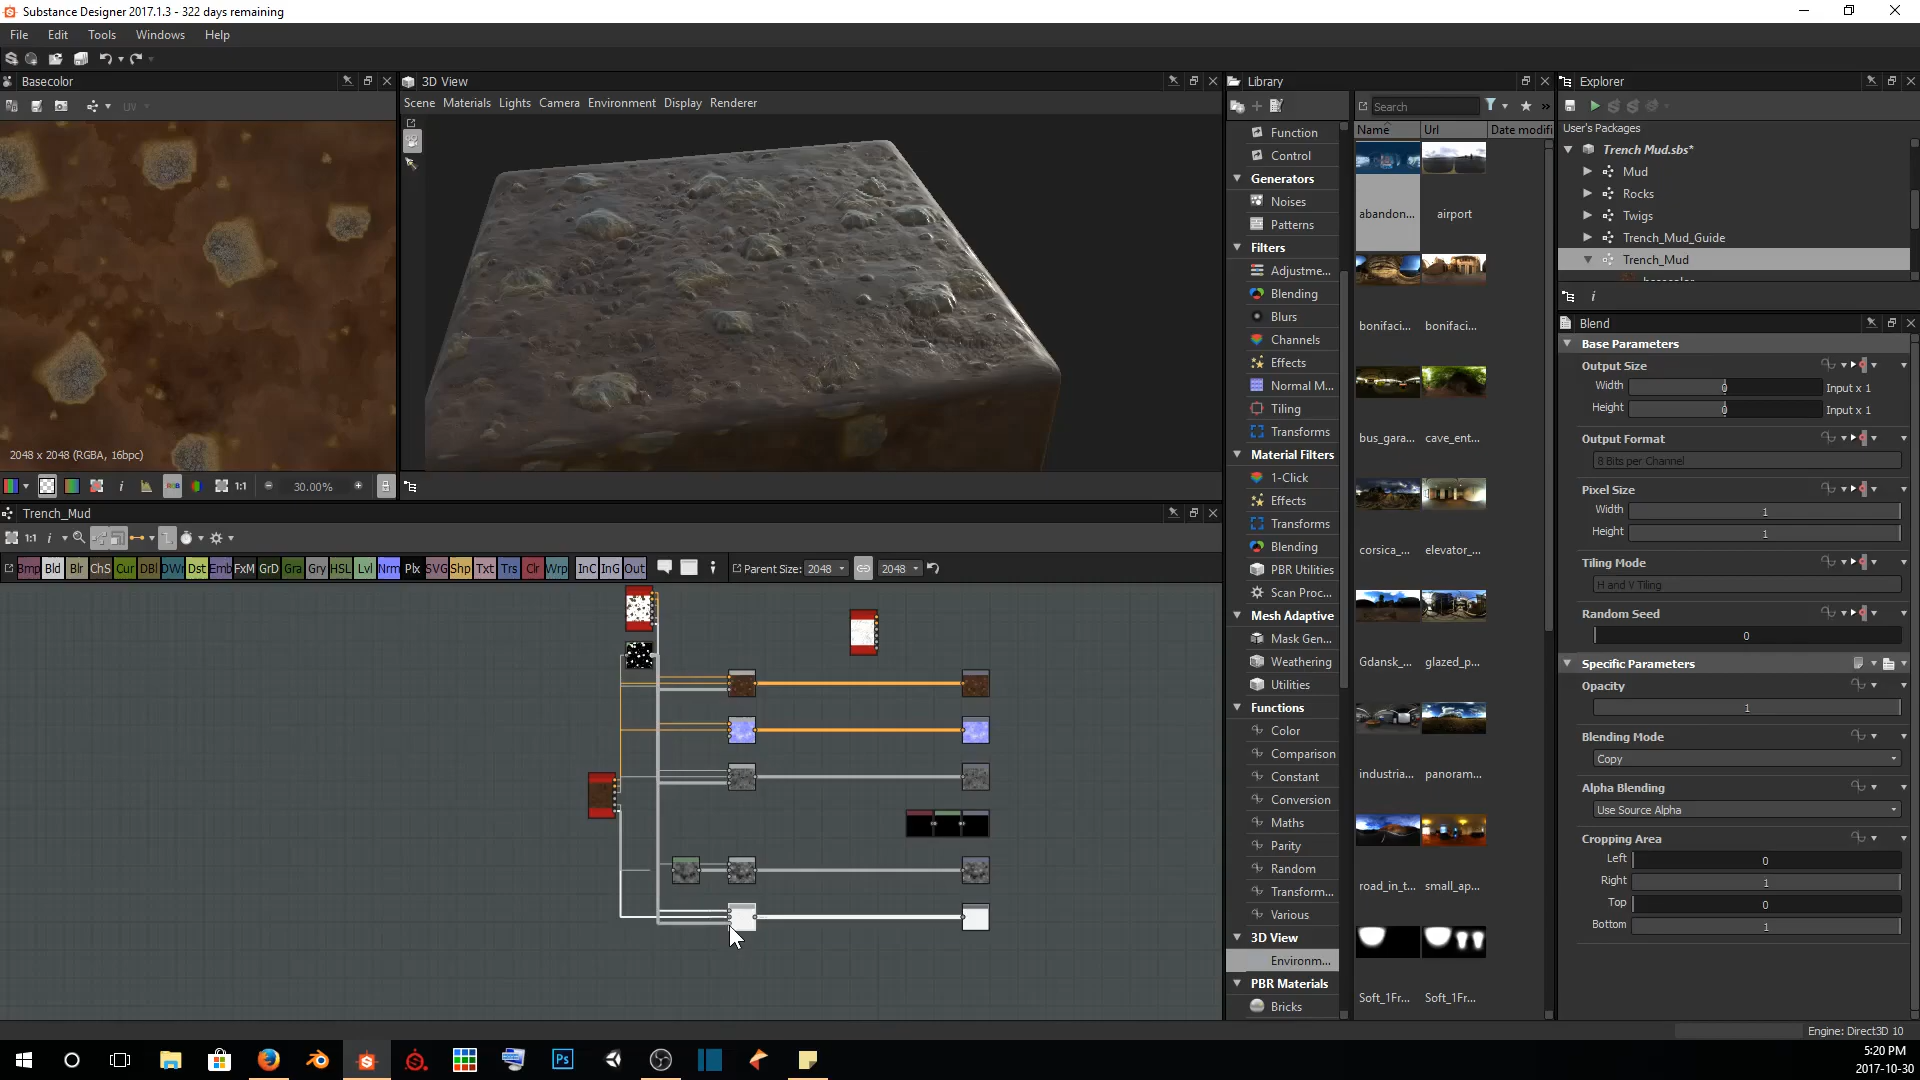 Substance Designer 2017.1.3 - 322 days remaining
File Edit Tools Windows Help
Basecolor
3D View
Library
Explorer
Scene Materials Lights Camera Environment Display Renderer
UV
Search
Name Url Date modifi
User's Packages
Trench Mud.sbs*
Mud
Rocks
Twigs
Trench_Mud_Guide
Trench_Mud
Function
Control
Generators
Noises
Patterns
Filters
Adjustme...
Blending
Blurs
Channels
Effects
Normal M...
Tiling
Transforms
Material Filters
1-Click
Effects
Transforms
Blending
PBR Utilities
Scan Proc...
Mesh Adaptive
Mask Gen...
Weathering
Utilities
Functions
Color
Comparison
Constant
Conversion
Maths
Parity
Random
Transform...
Various
3D View
Environm...
PBR Materials
Bricks
abandon... airport
bonifaci... bonifaci...
bus_gara... cave_ent...
corsica_... elevator_...
Gdansk_... glazed_p...
industria... panoram...
road_in_t... small_ap...
Soft_1Fr... Soft_1Fr...
Blend
Base Parameters
Output Size
Width 0 Input x 1
Height 0 Input x 1
Output Format
8 Bits per Channel
Pixel Size
Width 1
Height 1
Tiling Mode
H and V Tiling
Random Seed
0
Specific Parameters
Opacity
1
Blending Mode
Copy
Alpha Blending
Use Source Alpha
Cropping Area
Left 0
Right 1
Top 0
Bottom 1
2048 x 2048 (RGBA, 16bpc)
1:1 30.00%
Trench_Mud
1:1
Bmp Bld Blr ChS Cur DBl DWr Dst Emb FxM GrD Gra Gry HSL Lvl Nrm Plx SVG Shp Txt Trs Clr Wrp InC InG Out Parent Size: 2048 2048
Engine: Direct3D 10
Ps
5:20 PM
2017-10-30